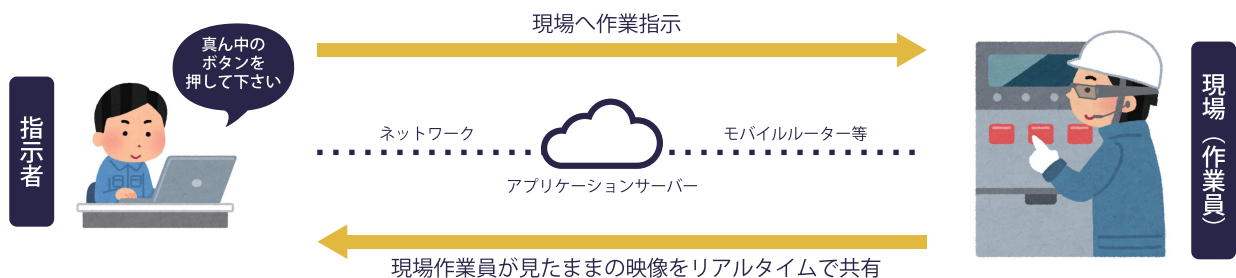 指示者
真ん中の
ボタンを
押して下さい
現場へ作業指示
ネットワーク
モバイルルーター等
アプリケーションサーバー
現場作業員が見たままの映像をリアルタイムで共有
現場（作業員）